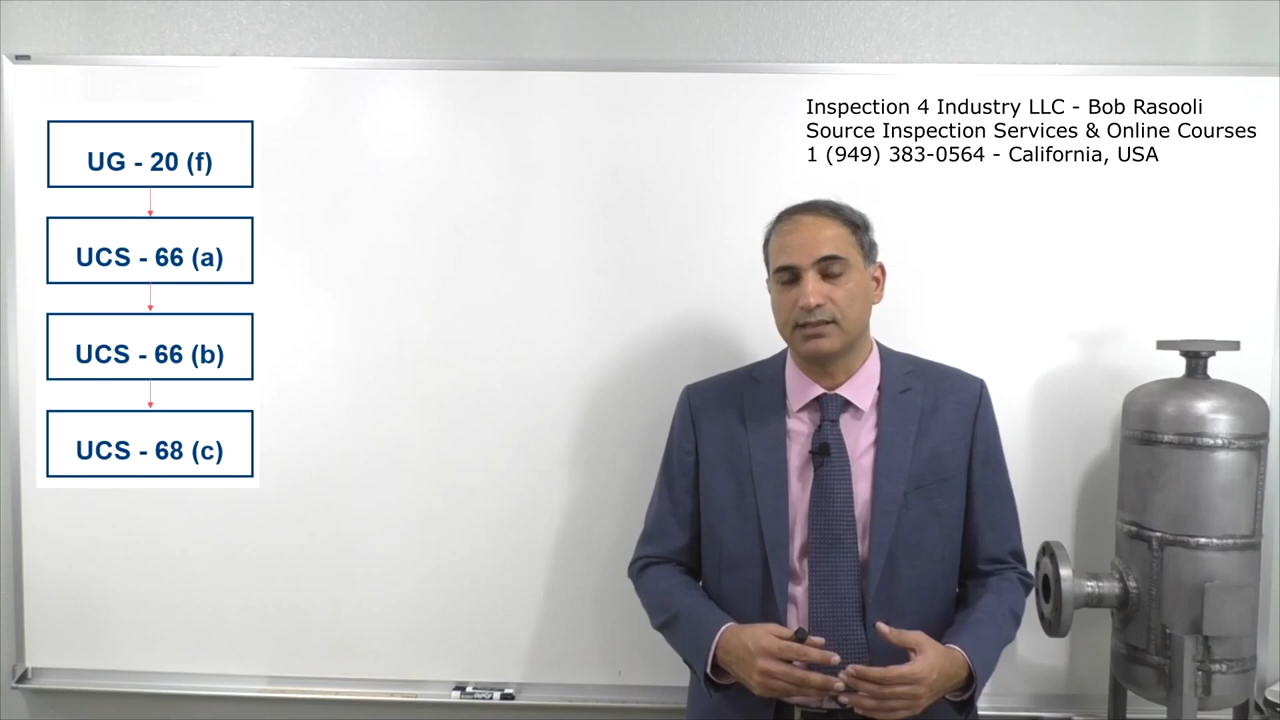 UG - 20 (f)
UCS - 66 (a)
UCS - 66 (b)
UCS - 68 (c)
Inspection 4 Industry LLC - Bob Rasooli
Source Inspection Services & Online Courses
1 (949) 383-0564 - California, USA